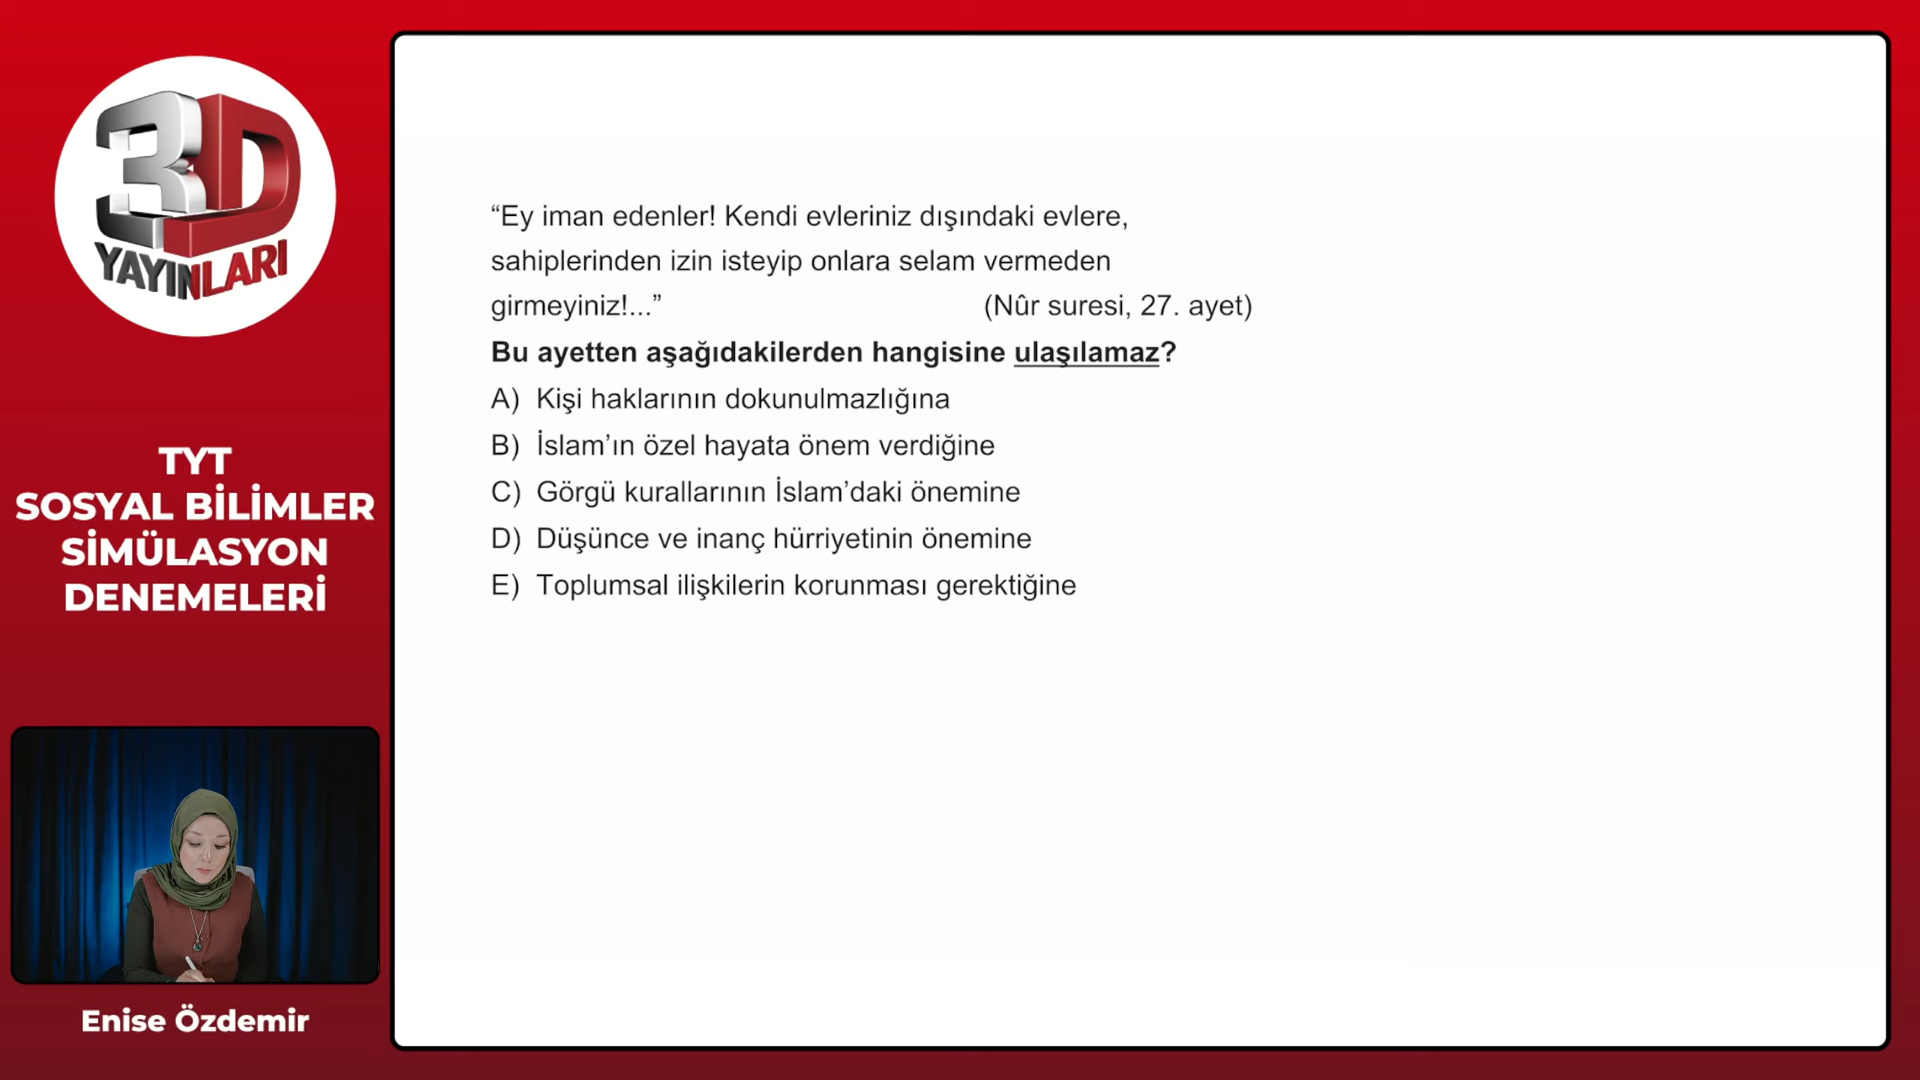 3D
YAYINLARI
TYT
SOSYAL BİLİMLER
SİMÜLASYON
DENEMELERİ
Enise Özdemir
“Ey iman edenler! Kendi evleriniz dışındaki evlere,
sahiplerinden izin isteyip onlara selam vermeden
girmeyiniz!...” (Nûr suresi, 27. ayet)
Bu ayetten aşağıdakilerden hangisine ulaşılamaz?
A) Kişi haklarının dokunulmazlığına
B) İslam’ın özel hayata önem verdiğine
C) Görgü kurallarının İslam’daki önemine
D) Düşünce ve inanç hürriyetinin önemine
E) Toplumsal ilişkilerin korunması gerektiğine